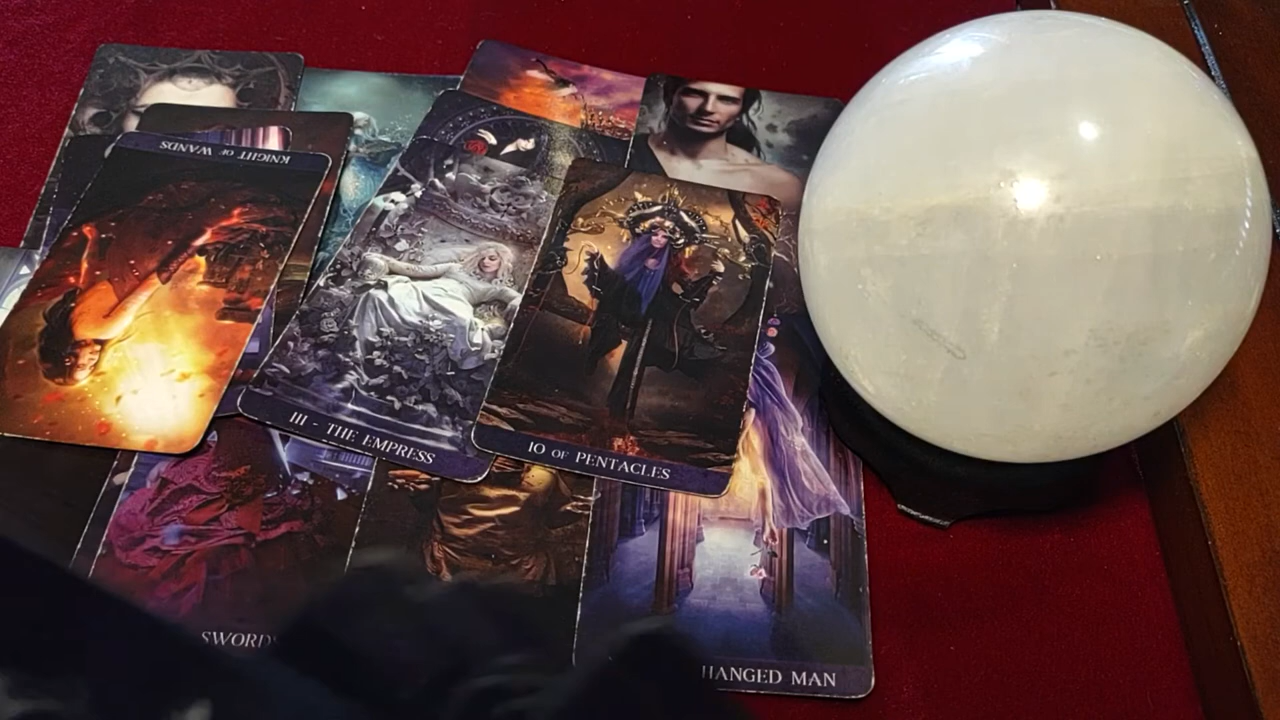 KNIGHT OF WANDS
III - THE EMPRESS
10 OF PENTACLES
SWORDS
HANGED MAN